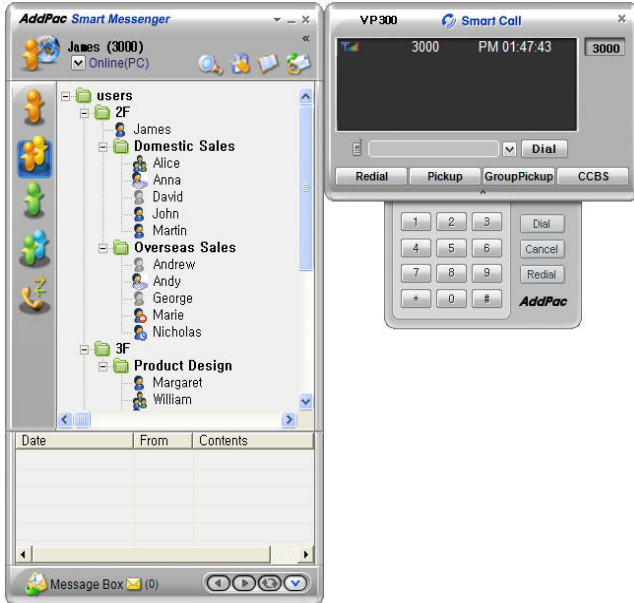 AddPac Smart Messenger
James (3000)
Online(PC)
users
2F
James
Domestic Sales
Alice
Anna
David
John
Martin
Overseas Sales
Andrew
Andy
George
Marie
Nicholas
3F
Product Design
Margaret
William
Date From Contents
Message Box (0)
VP300 Smart Call
3000 PM 01:47:43
3000
Dial
Redial Pickup GroupPickup CCBS
1 2 3 Dial
4 5 6 Cancel
7 8 9 Redial
* 0 # AddPac